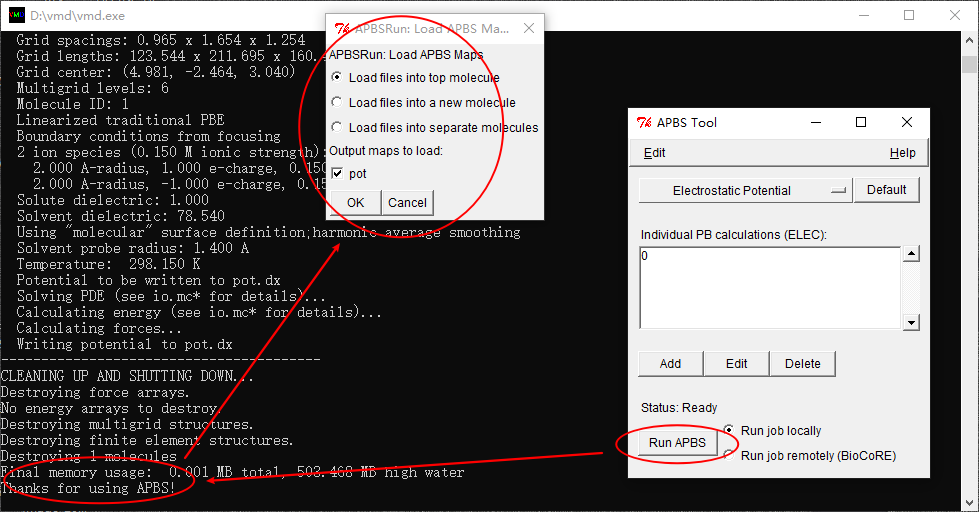 D:\vmd\vmd.exe
Grid spacings: 0.965 x 1.654 x 1.254
Grid lengths: 123.544 x 211.695 x 160.
Grid center: (4.981, -2.464, 3.040)
Multigrid levels: 6
Molecule ID: 1
Linearized traditional PBE
Boundary conditions from focusing
2 ion species (0.150 M ionic strength):
2.000 A-radius, 1.000 e-charge, 0.150
2.000 A-radius, -1.000 e-charge, 0.15
Solute dielectric: 1.000
Solvent dielectric: 78.540
Using "molecular" surface definition;harmonic average smoothing
Solvent probe radius: 1.400 A
Temperature: 298.150 K
Potential to be written to pot.dx
Solving PDE (see io.mc* for details)...
Calculating energy (see io.mc* for details)...
Calculating forces...
Writing potential to pot.dx
----------------------------------------
CLEANING UP AND SHUTTING DOWN...
Destroying force arrays.
No energy arrays to destroy.
Destroying multigrid structures.
Destroying finite element structures.
Destroying 1 molecules
Final memory usage: 0.001 MB total, 503.468 MB high water
Thanks for using APBS!
APBSRun: Load APBS Ma...
APBSRun: Load APBS Maps
Load files into top molecule
Load files into a new molecule
Load files into separate molecules
Output maps to load:
pot
OK Cancel
APBS Tool
Edit Help
Electrostatic Potential Default
Individual PB calculations (ELEC):
0
Add Edit Delete
Status: Ready
Run APBS
Run job locally
Run job remotely (BioCoRE)